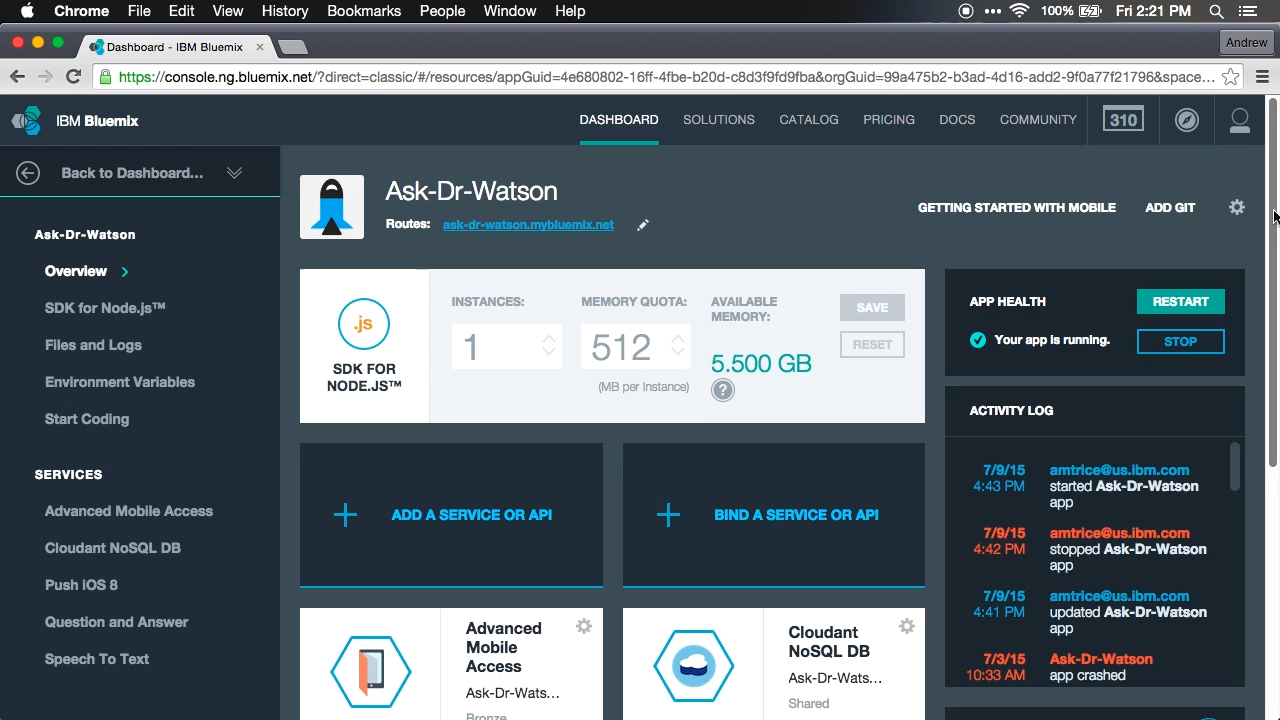 Chrome File Edit View History Bookmarks People Window Help
100% Fri 2:21 PM
Dashboard - IBM Bluemix
Andrew
https://console.ng.bluemix.net/?direct=classic/#/resources/appGuid=4e680802-16ff-4fbe-b20d-c8d3f9fd9fba&orgGuid=99a475b2-b3ad-4d16-add2-9f0a77f21796&space...
IBM Bluemix
DASHBOARD SOLUTIONS CATALOG PRICING DOCS COMMUNITY 310
Back to Dashboard...
Ask-Dr-Watson
Overview
SDK for Node.js™
Files and Logs
Environment Variables
Start Coding
SERVICES
Advanced Mobile Access
Cloudant NoSQL DB
Push iOS 8
Question and Answer
Speech To Text
Ask-Dr-Watson
Routes: ask-dr-watson.mybluemix.net
GETTING STARTED WITH MOBILE ADD GIT
.js
SDK FOR
NODE.JS™
INSTANCES:
1
MEMORY QUOTA:
512
(MB per Instance)
AVAILABLE
MEMORY:
5.500 GB
?
SAVE
RESET
APP HEALTH
RESTART
Your app is running.
STOP
ADD A SERVICE OR API
BIND A SERVICE OR API
ACTIVITY LOG
7/9/15 amtrice@us.ibm.com
4:43 PM started Ask-Dr-Watson
app
7/9/15 amtrice@us.ibm.com
4:42 PM stopped Ask-Dr-Watson
app
7/9/15 amtrice@us.ibm.com
4:41 PM updated Ask-Dr-Watson
app
7/3/15 Ask-Dr-Watson
10:33 AM app crashed
Advanced
Mobile
Access
Ask-Dr-Wats...
Bronze
Cloudant
NoSQL DB
Ask-Dr-Wats...
Shared